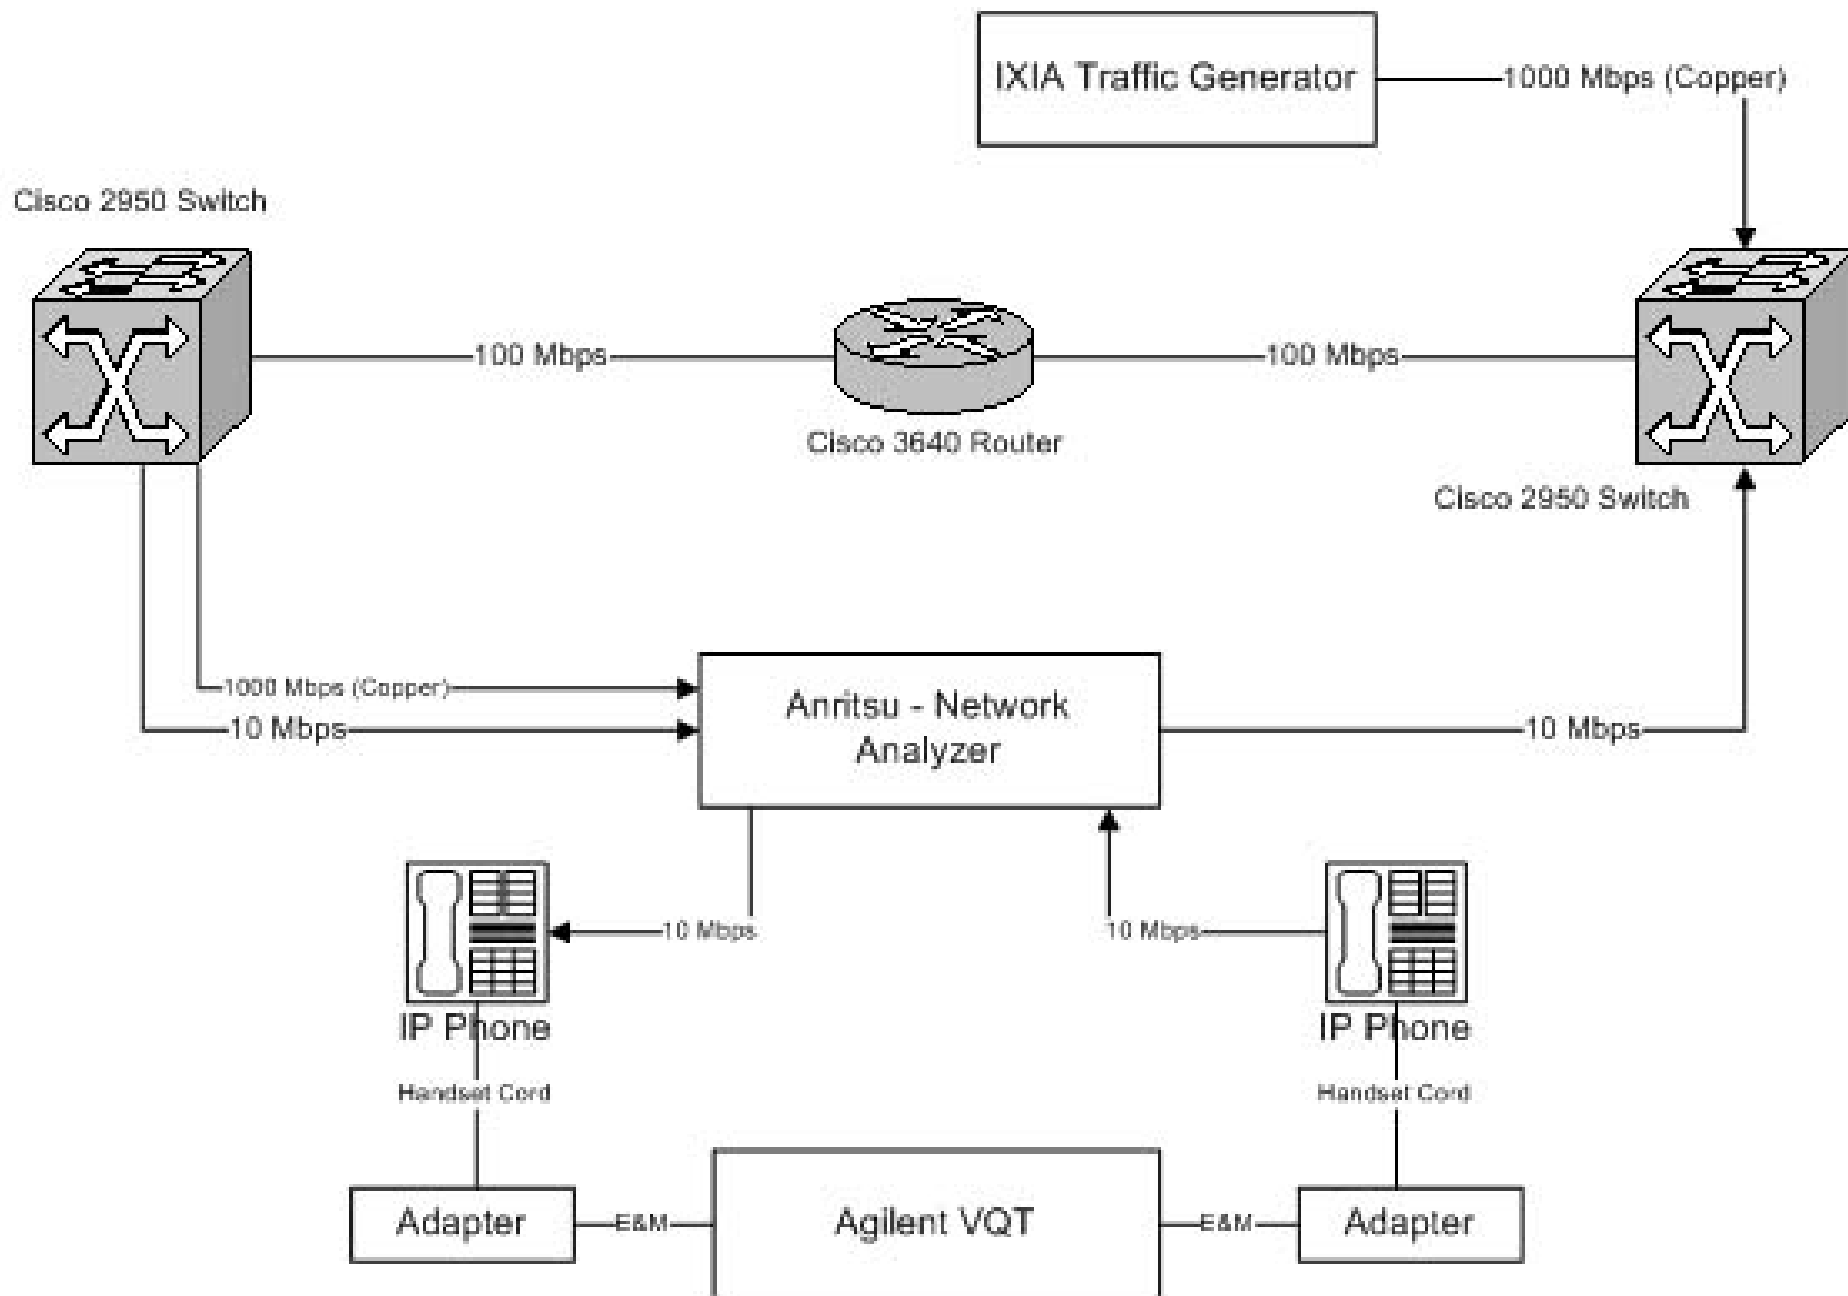 IXIA Traffic Generator
1000 Mbps (Copper)
Cisco 2950 Switch
100 Mbps
100 Mbps
Cisco 3640 Router
Cisco 2950 Switch
1000 Mbps (Copper)
10 Mbps
Anritsu - Network
Analyzer
10 Mbps
10 Mbps
10 Mbps
IP Phone
IP Phone
Handset Cord
Handset Cord
Adapter
E&M
Agilent VQT
E&M
Adapter